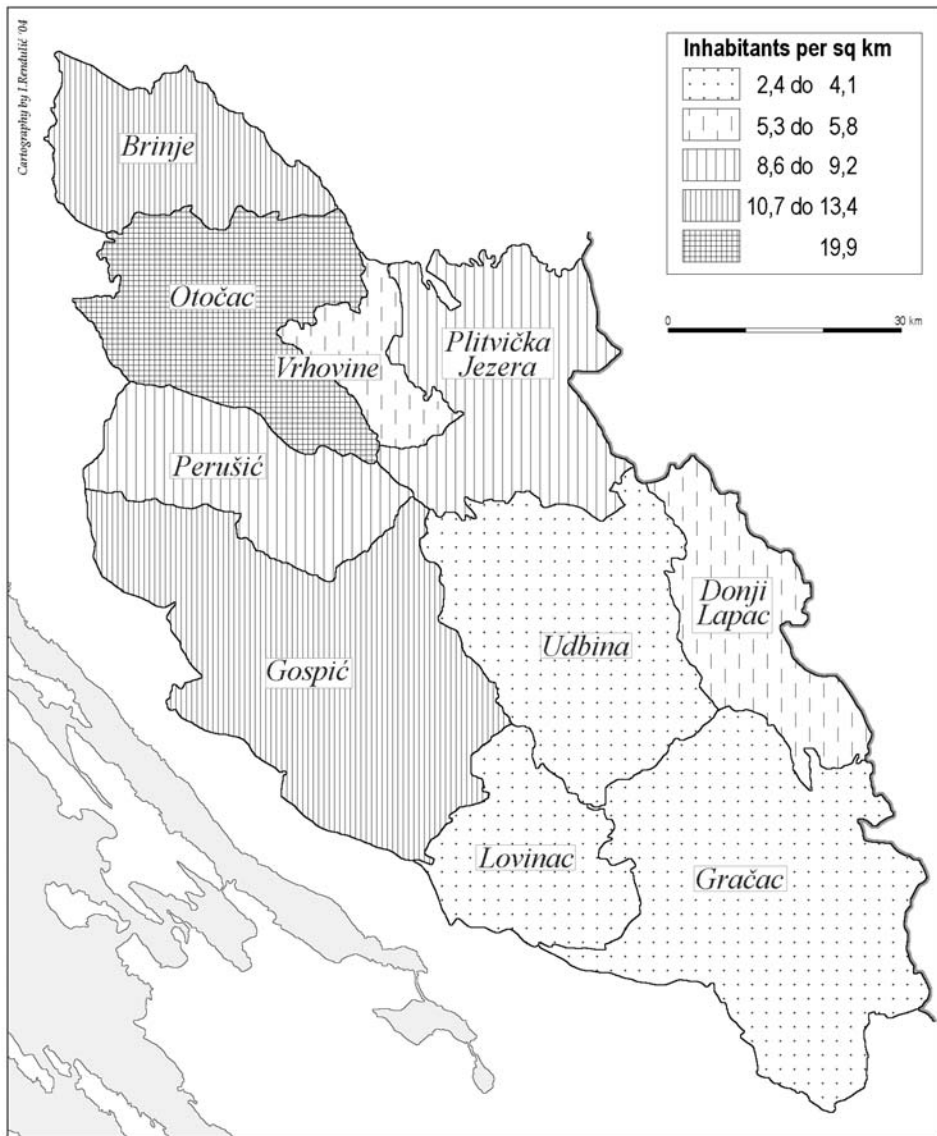 Cartography by I.Rendulić '04
Inhabitants per sq km
2,4 do 4,1
5,3 do 5,8
8,6 do 9,2
10,7 do 13,4
19,9
0 30 km
Brinje
Otočac
Vrhovine
Plitvička
Jezera
Perušić
Donji
Lapac
Udbina
Gospić
Lovinac
Gračac